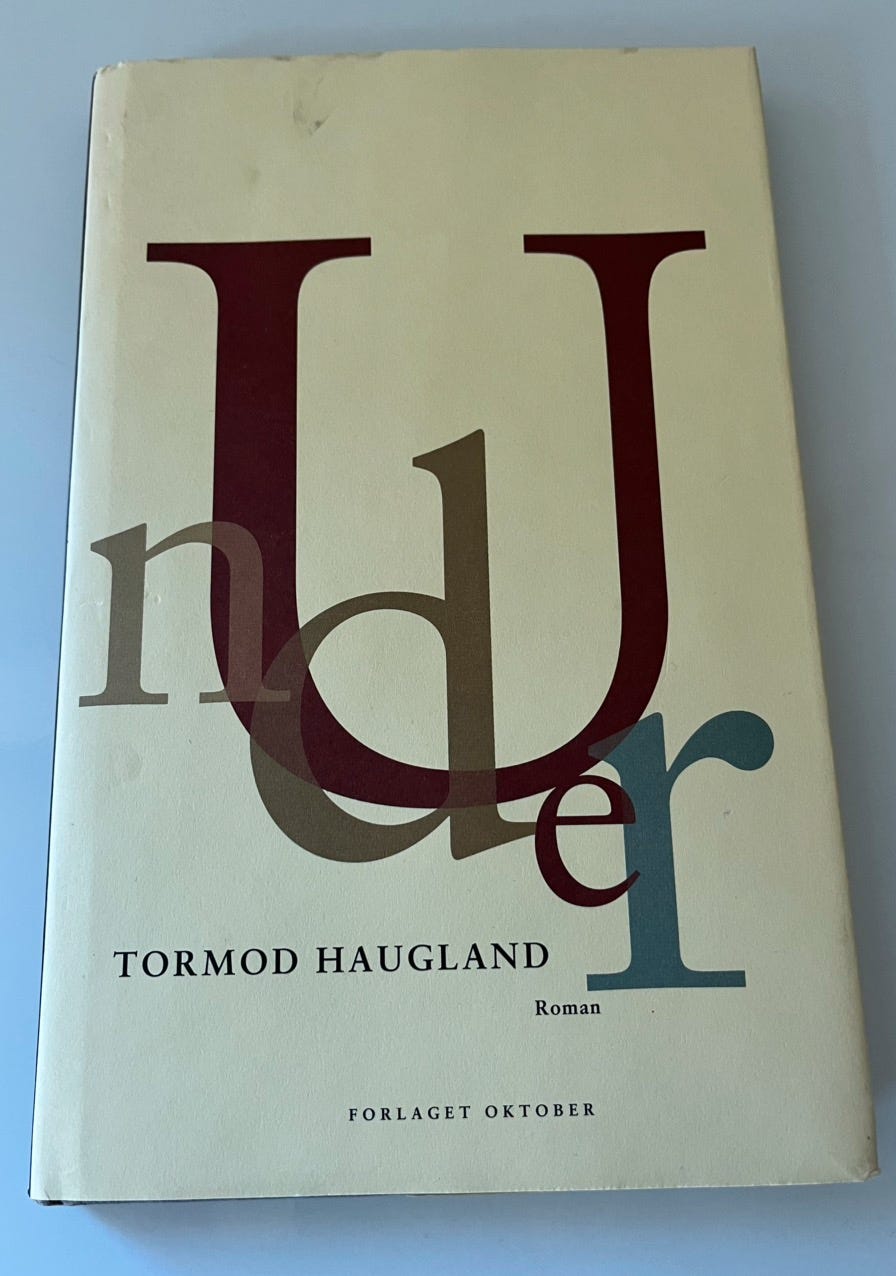 Under
TORMOD HAUGLAND
Roman
FORLAGET OKTOBER